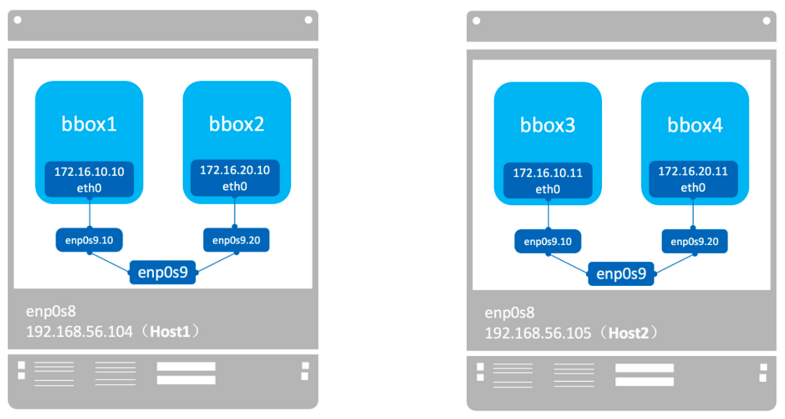 bbox1
172.16.10.10
eth0
enp0s9.10
bbox2
172.16.20.10
eth0
enp0s9.20
enp0s9
enp0s8
192.168.56.104（Host1）
bbox3
172.16.10.11
eth0
enp0s9.10
bbox4
172.16.20.11
eth0
enp0s9.20
enp0s9
enp0s8
192.168.56.105（Host2）